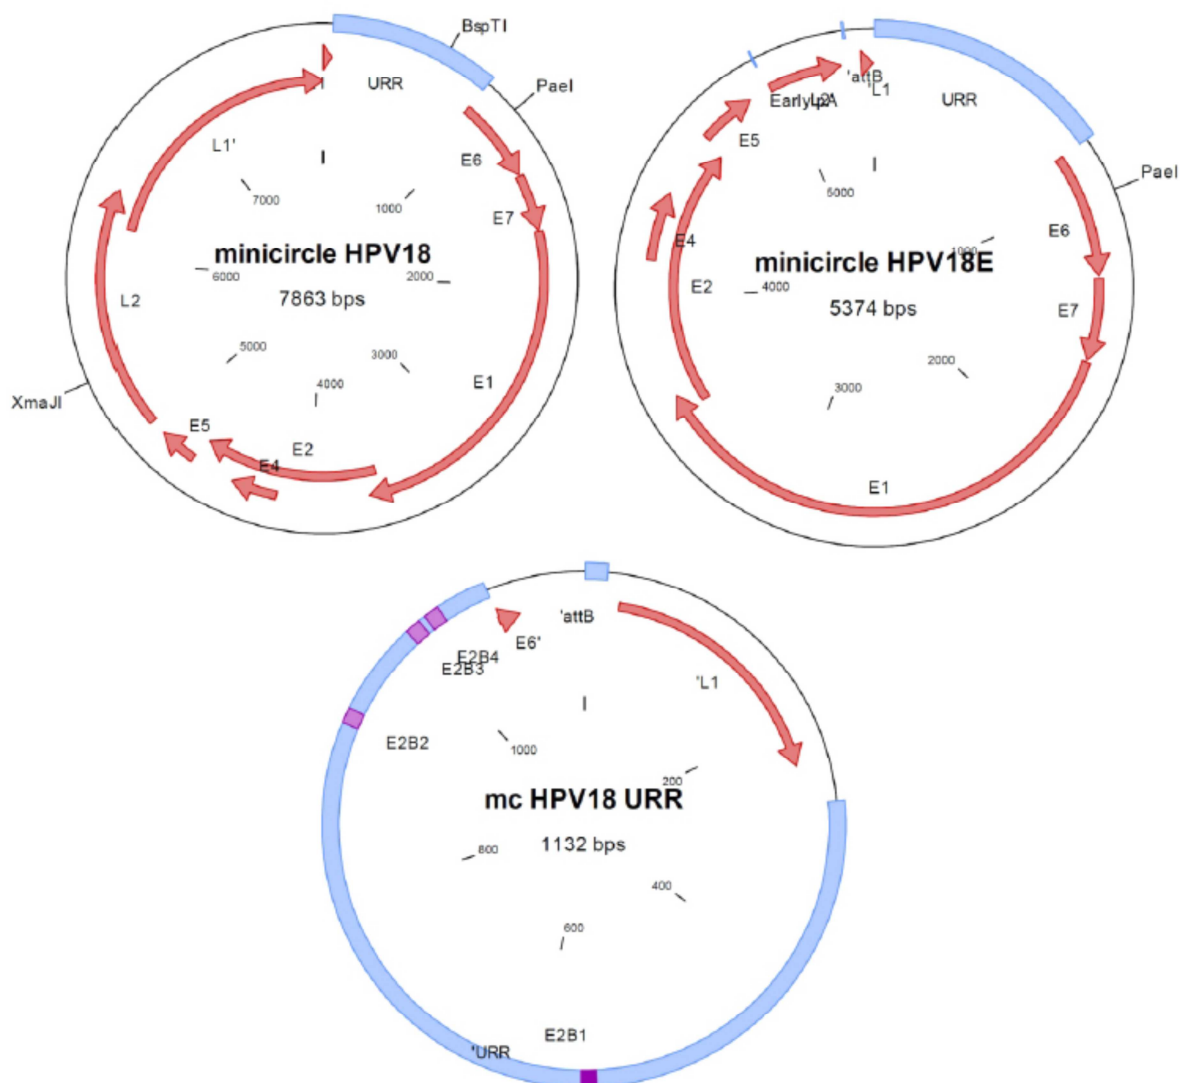 BspTI
URR
PaeI
L1'
I
E6
7000
1000
E7
minicircle HPV18
6000
2000
7863 bps
L2
5000
3000
4000
E1
XmaJI
E5
E2
E4
'attB
EarlypA
'L1
URR
E5
I
PaeI
5000
E4
E6
1000
minicircle HPV18E
E2
4000
5374 bps
E7
3000
2000
E1
'attB
E6'
E2B4
E2B3
'L1
I
E2B2
1000
200
mc HPV18 URR
800
1132 bps
400
600
E2B1
'URR